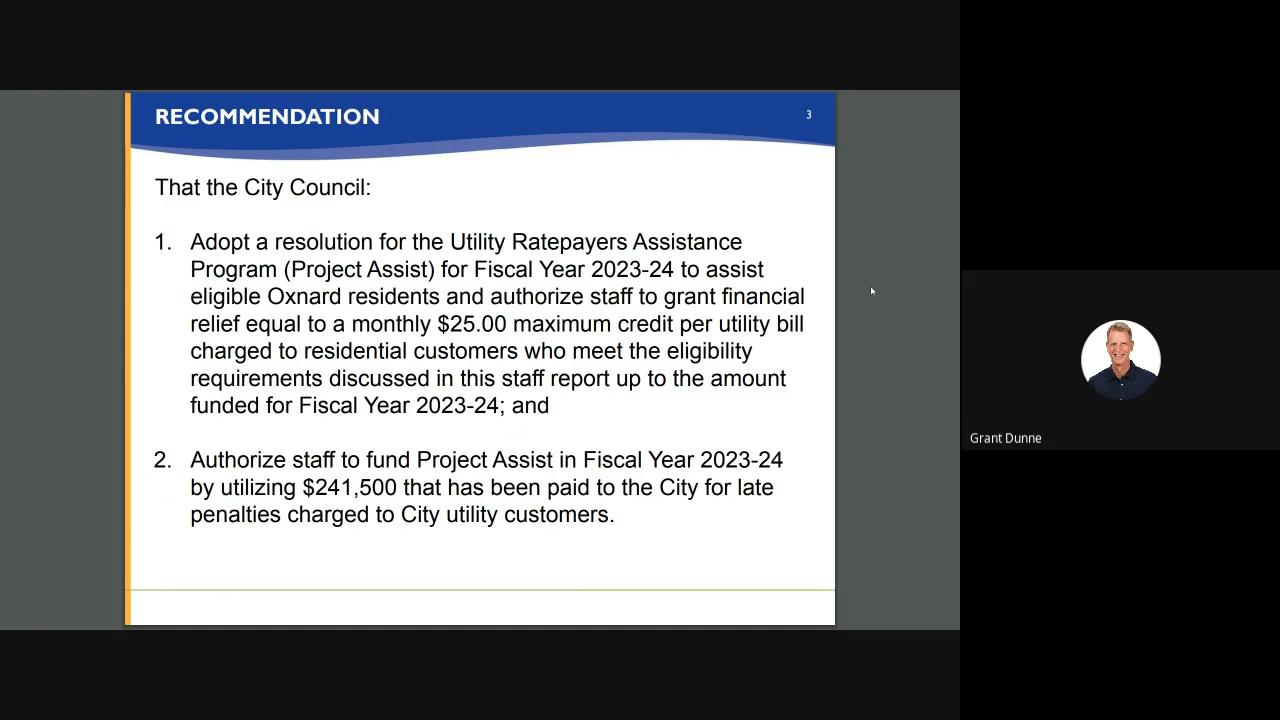 RECOMMENDATION
3
That the City Council:
1. Adopt a resolution for the Utility Ratepayers Assistance
Program (Project Assist) for Fiscal Year 2023-24 to assist
eligible Oxnard residents and authorize staff to grant financial
relief equal to a monthly $25.00 maximum credit per utility bill
charged to residential customers who meet the eligibility
requirements discussed in this staff report up to the amount
funded for Fiscal Year 2023-24; and
2. Authorize staff to fund Project Assist in Fiscal Year 2023-24
by utilizing $241,500 that has been paid to the City for late
penalties charged to City utility customers.
Grant Dunne